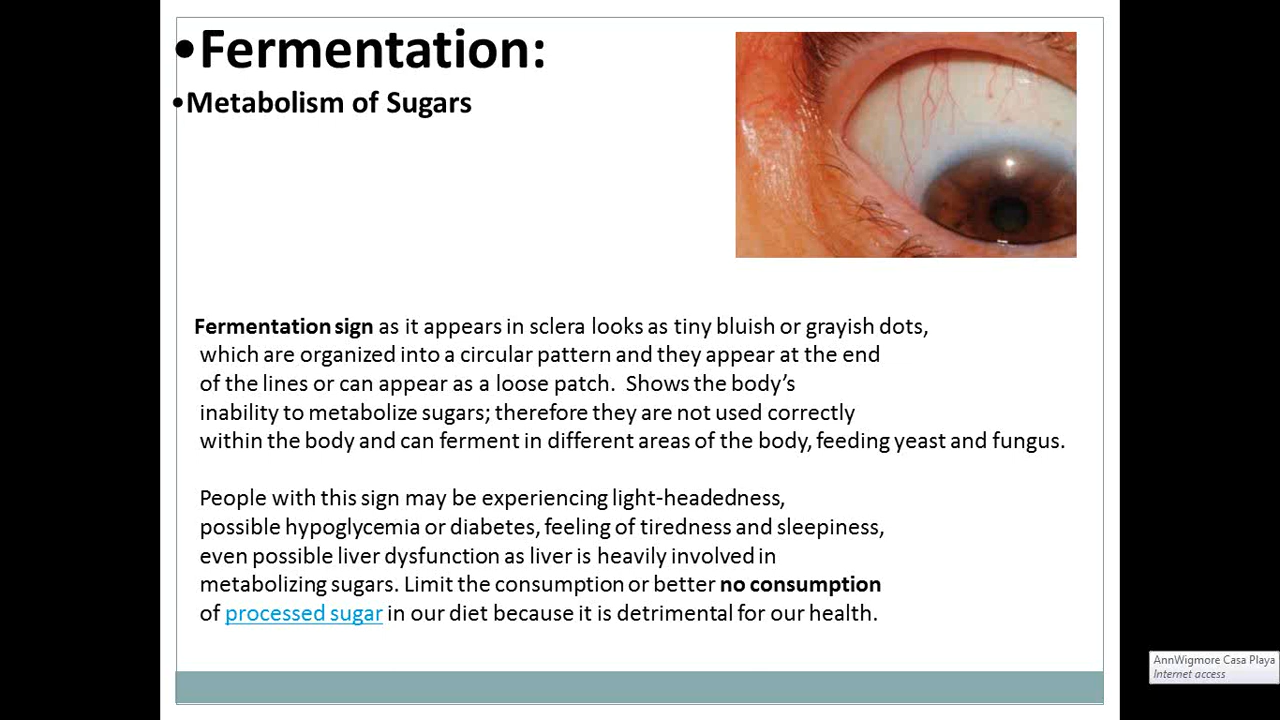 •Fermentation:
•Metabolism of Sugars
Fermentation sign as it appears in sclera looks as tiny bluish or grayish dots,
which are organized into a circular pattern and they appear at the end
of the lines or can appear as a loose patch. Shows the body’s
inability to metabolize sugars; therefore they are not used correctly
within the body and can ferment in different areas of the body, feeding yeast and fungus.
People with this sign may be experiencing light-headedness,
possible hypoglycemia or diabetes, feeling of tiredness and sleepiness,
even possible liver dysfunction as liver is heavily involved in
metabolizing sugars. Limit the consumption or better no consumption
of processed sugar in our diet because it is detrimental for our health.
AnnWigmore Casa Playa
Internet access